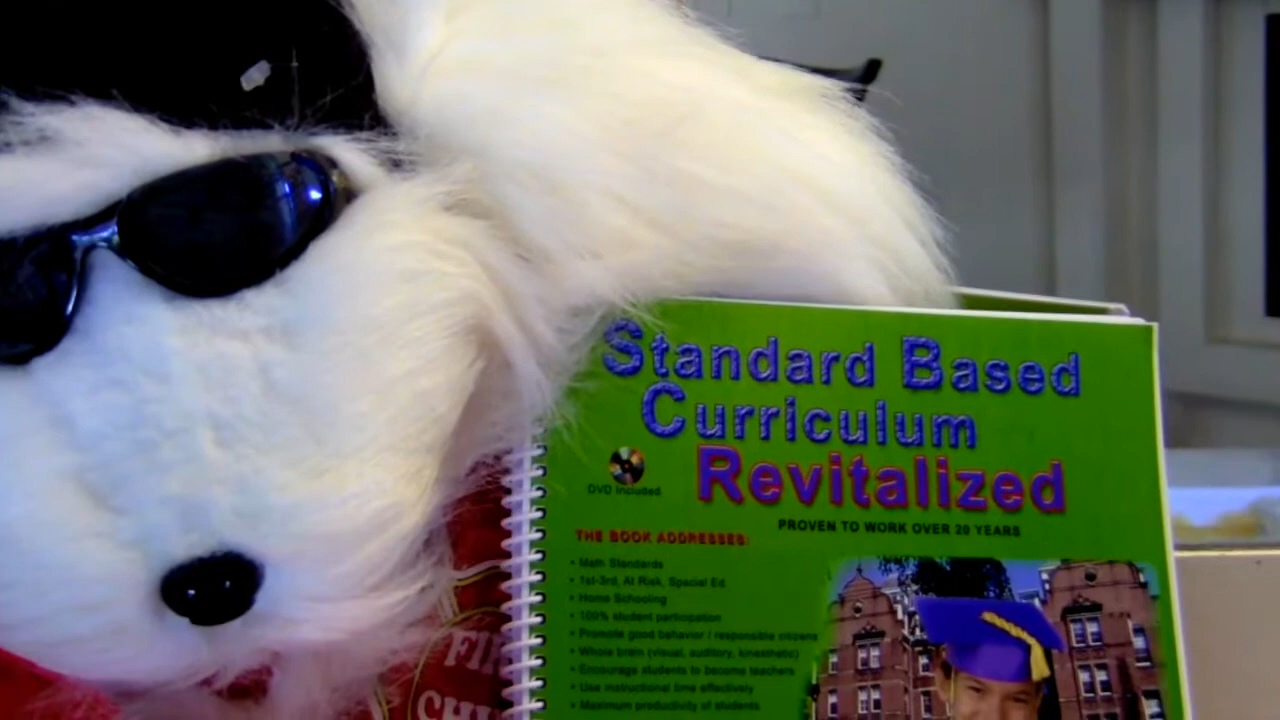 Standard Based
Curriculum
Revitalized
DVD Included
PROVEN TO WORK OVER 20 YEARS
THE BOOK ADDRESSES:
• Math Standards
• 1st-3rd, At Risk, Special Ed
• Home Schooling
• 100% student participation
• Promote good behavior / responsible citizens
• Whole brain (visual, auditory, kinesthetic)
• Encourage students to become teachers
• Use instructional time effectively
• Maximum productivity of students